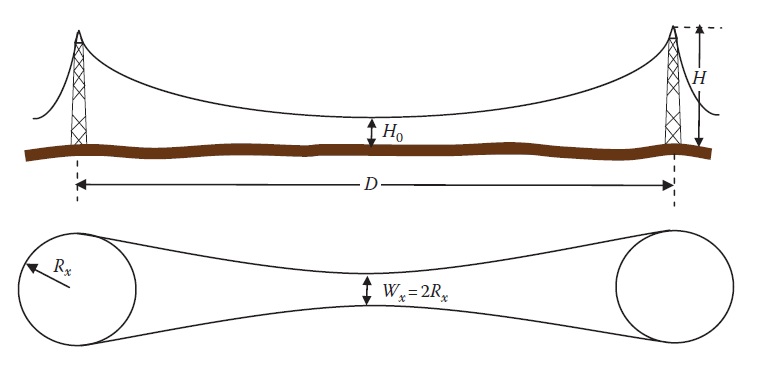 H
H₀
D
Rₓ
Wₓ = 2Rₓ